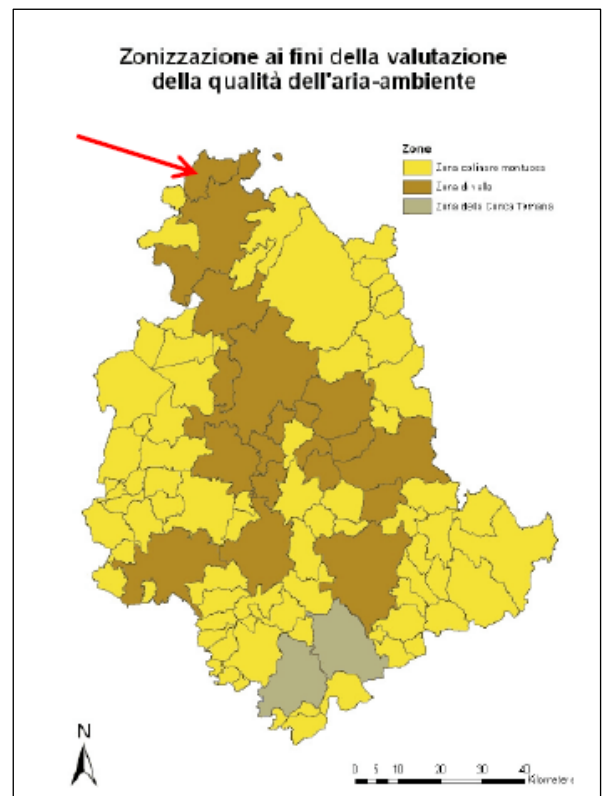 Zonizzazione ai fini della valutazione
della qualità dell'aria-ambiente
Zone
Zona collinare montuosa
Zona di valle
Zona della Conca Ternana
N
0 5 10 20 30 40
Kilometers